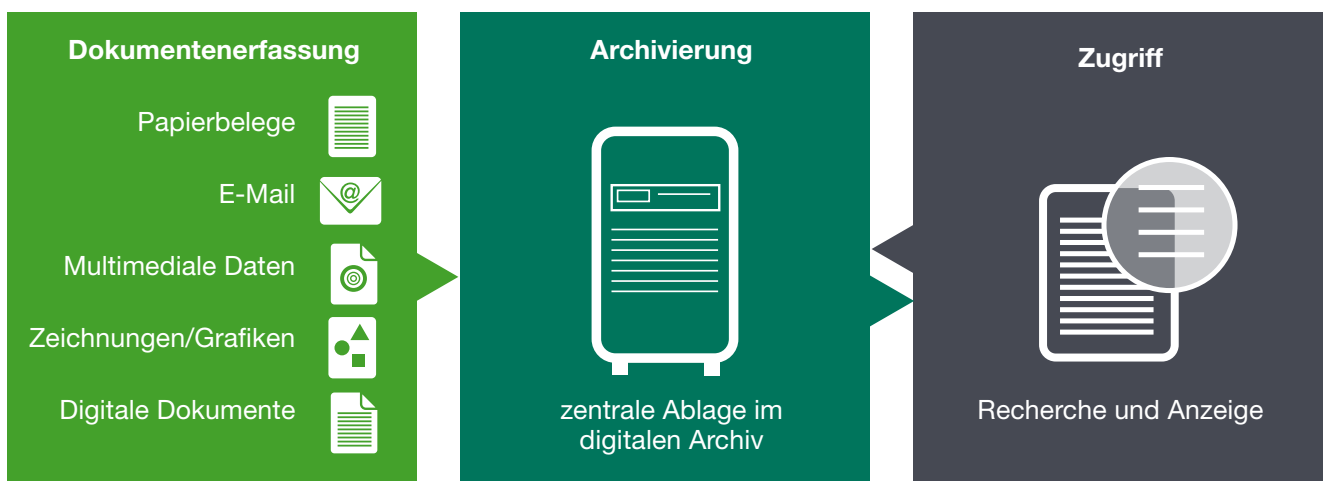 Dokumentenerfassung
Papierbelege
E-Mail
@
Multimediale Daten
Zeichnungen/Grafiken
Digitale Dokumente
Archivierung
zentrale Ablage im
digitalen Archiv
Zugriff
Recherche und Anzeige